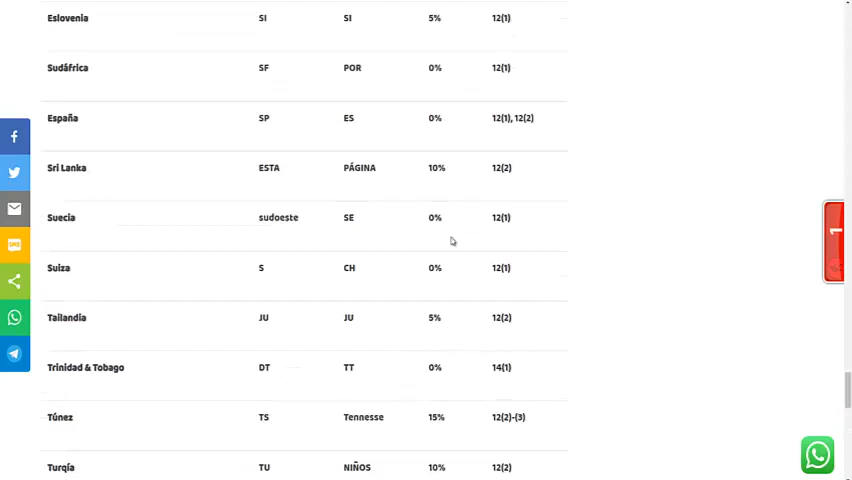 Eslovenia SI SI 5% 12(1)
Sudáfrica SF POR 0% 12(1)
España SP ES 0% 12(1), 12(2)
Sri Lanka ESTA PÁGINA 10% 12(2)
Suecia sudoeste SE 0% 12(1)
Suiza S CH 0% 12(1)
Tailandia JU JU 5% 12(2)
Trinidad & Tobago DT TT 0% 14(1)
Túnez TS Tennesse 15% 12(2)-(3)
Turqía TU NIÑOS 10% 12(2)
1